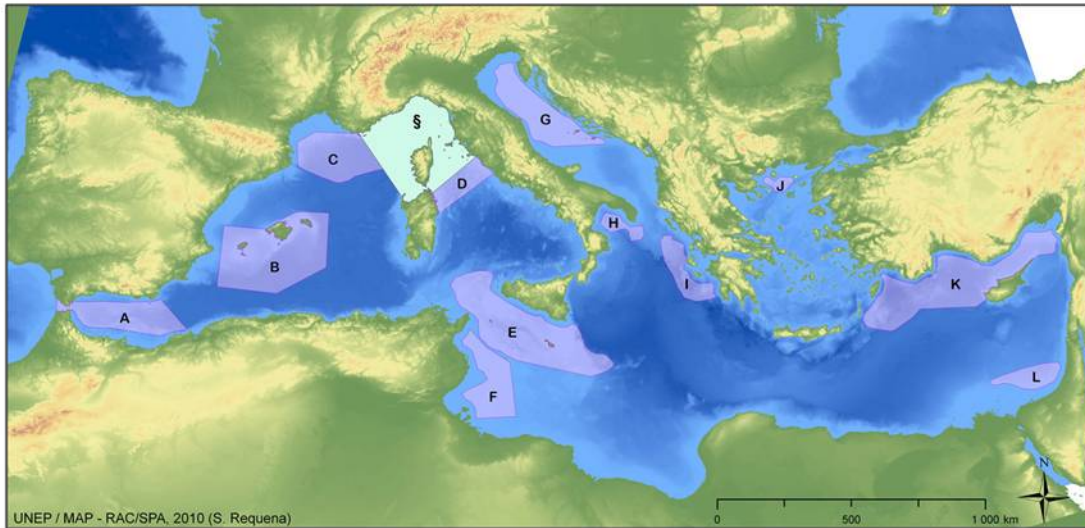 §
G
C
D
J
H
B
I
K
A
E
L
F
N
UNEP / MAP - RAC/SPA, 2010 (S. Requena)
0 500 1 000 km